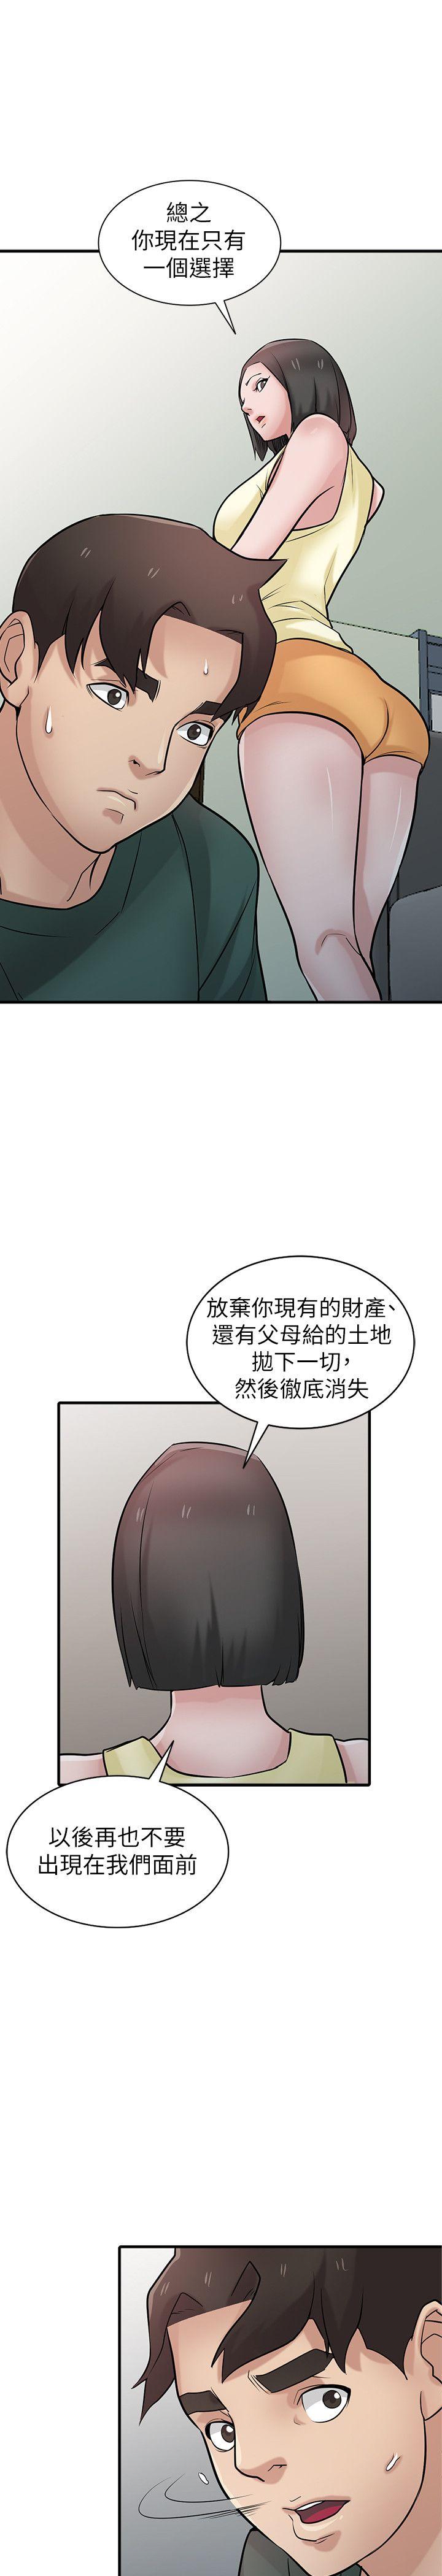 總之
你現在只有
一個選擇
放棄你現有的財產、
還有父母給的土地
拋下一切,
然後徹底消失
以後再也不要
出現在我們面前